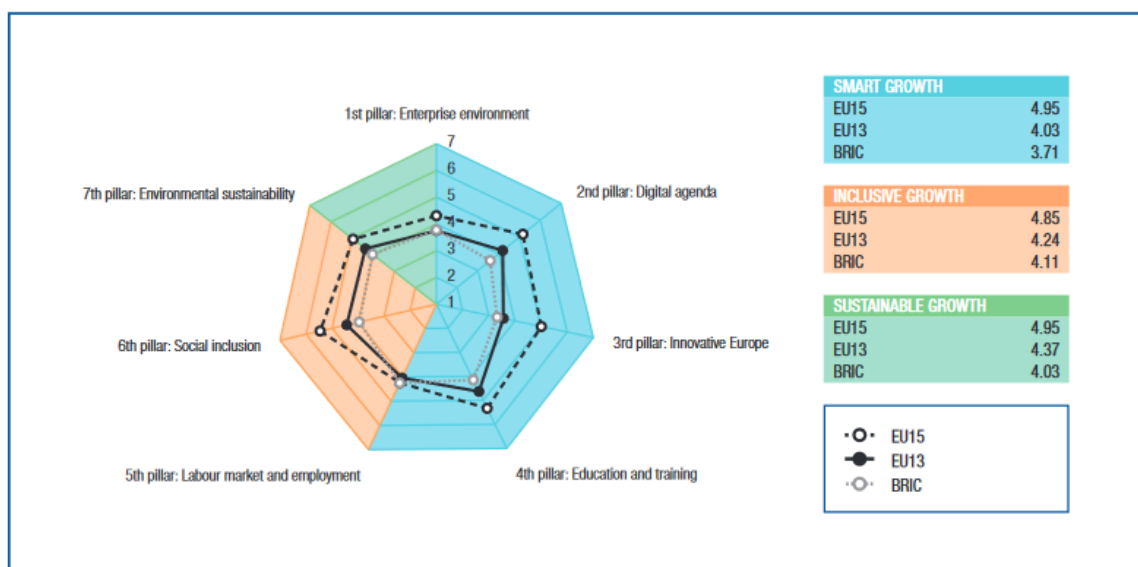 1st pillar: Enterprise environment
7
6
5
4
3
2
1
2nd pillar: Digital agenda
3rd pillar: Innovative Europe
4th pillar: Education and training
5th pillar: Labour market and employment
6th pillar: Social inclusion
7th pillar: Environmental sustainability
SMART GROWTH
EU15 4.95
EU13 4.03
BRIC 3.71
INCLUSIVE GROWTH
EU15 4.85
EU13 4.24
BRIC 4.11
SUSTAINABLE GROWTH
EU15 4.95
EU13 4.37
BRIC 4.03
EU15
EU13
BRIC